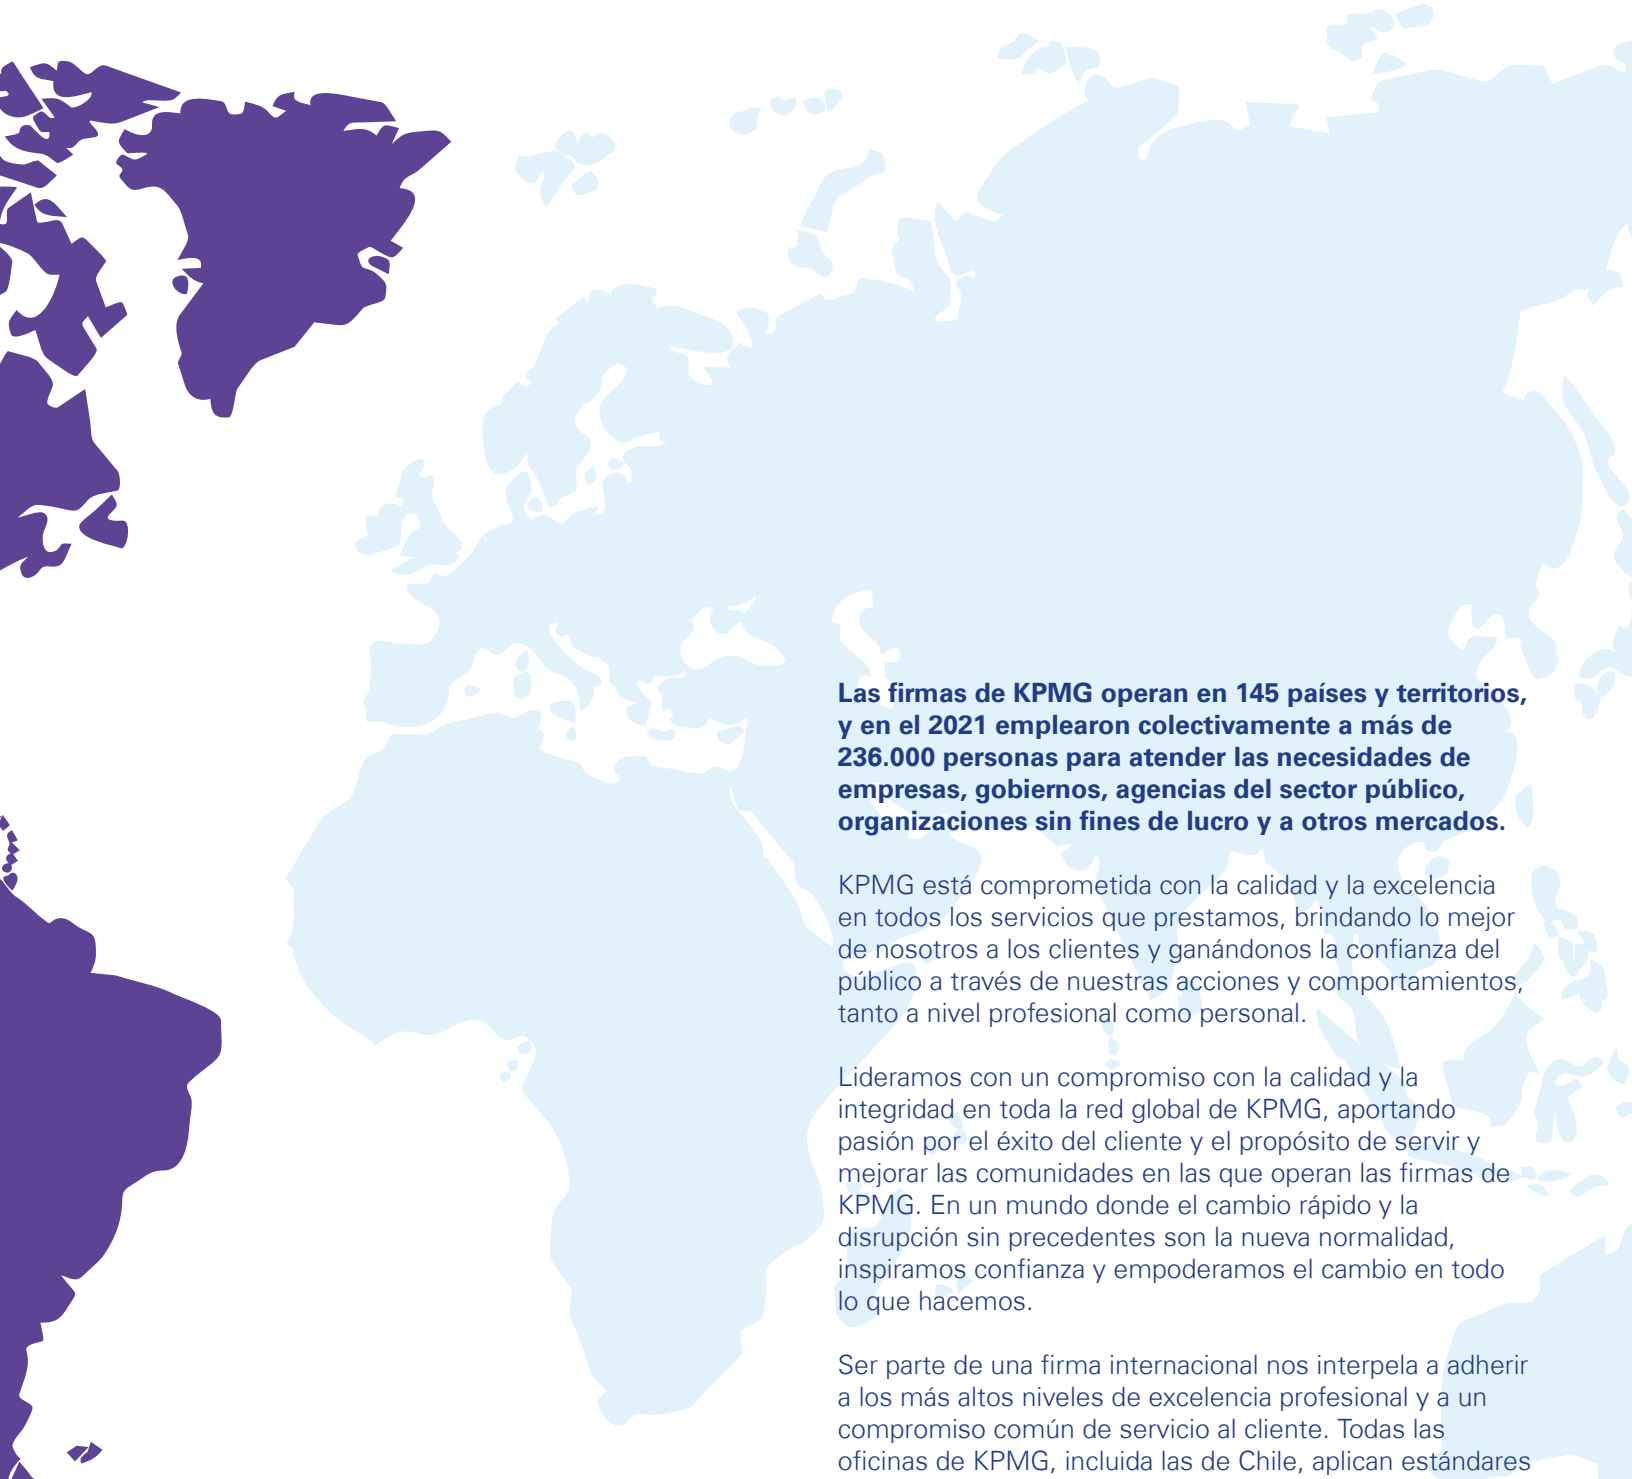 Las firmas de KPMG operan en 145 países y territorios,
y en el 2021 emplearon colectivamente a más de
236.000 personas para atender las necesidades de
empresas, gobiernos, agencias del sector público,
organizaciones sin fines de lucro y a otros mercados.
KPMG está comprometida con la calidad y la excelencia
en todos los servicios que prestamos, brindando lo mejor
de nosotros a los clientes y ganándonos la confianza del
público a través de nuestras acciones y comportamientos,
tanto a nivel profesional como personal.
Lideramos con un compromiso con la calidad y la
integridad en toda la red global de KPMG, aportando
pasión por el éxito del cliente y el propósito de servir y
mejorar las comunidades en las que operan las firmas de
KPMG. En un mundo donde el cambio rápido y la
disrupción sin precedentes son la nueva normalidad,
inspiramos confianza y empoderamos el cambio en todo
lo que hacemos.
Ser parte de una firma internacional nos interpela a adherir
a los más altos niveles de excelencia profesional y a un
compromiso común de servicio al cliente. Todas las
oficinas de KPMG, incluida las de Chile, aplican estándares